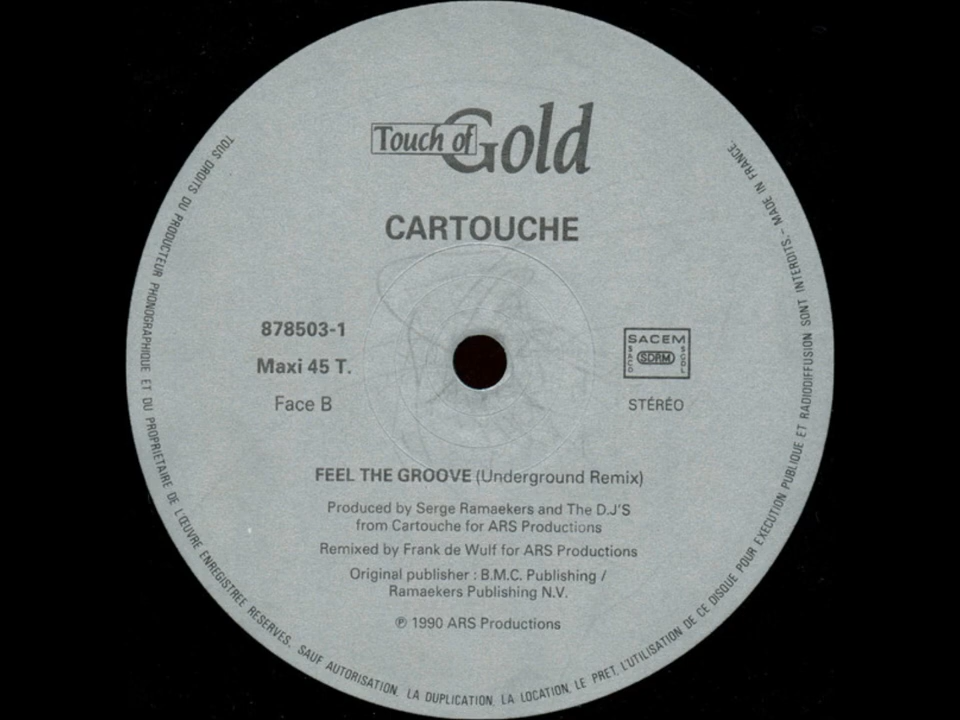 Touch of Gold
CARTOUCHE
878503-1
Maxi 45 T.
Face B
SACEM
SACD SDRM SCDL
STÉRÉO
FEEL THE GROOVE (Underground Remix)
Produced by Serge Ramaekers and The D.J'S
from Cartouche for ARS Productions
Remixed by Frank de Wulf for ARS Productions
Original publisher : B.M.C. Publishing /
Ramaekers Publishing N.V.
℗ 1990 ARS Productions
TOUS DROITS DU PRODUCTEUR PHONOGRAPHIQUE ET DU PROPRIETAIRE DE L'ŒUVRE ENREGISTREE RESERVES. SAUF AUTORISATION, LA DUPLICATION, LA LOCATION, LE PRET, L'UTILISATION DE CE DISQUE POUR EXECUTION PUBLIQUE ET RADIODIFFUSION SONT INTERDITS. - MADE IN FRANCE